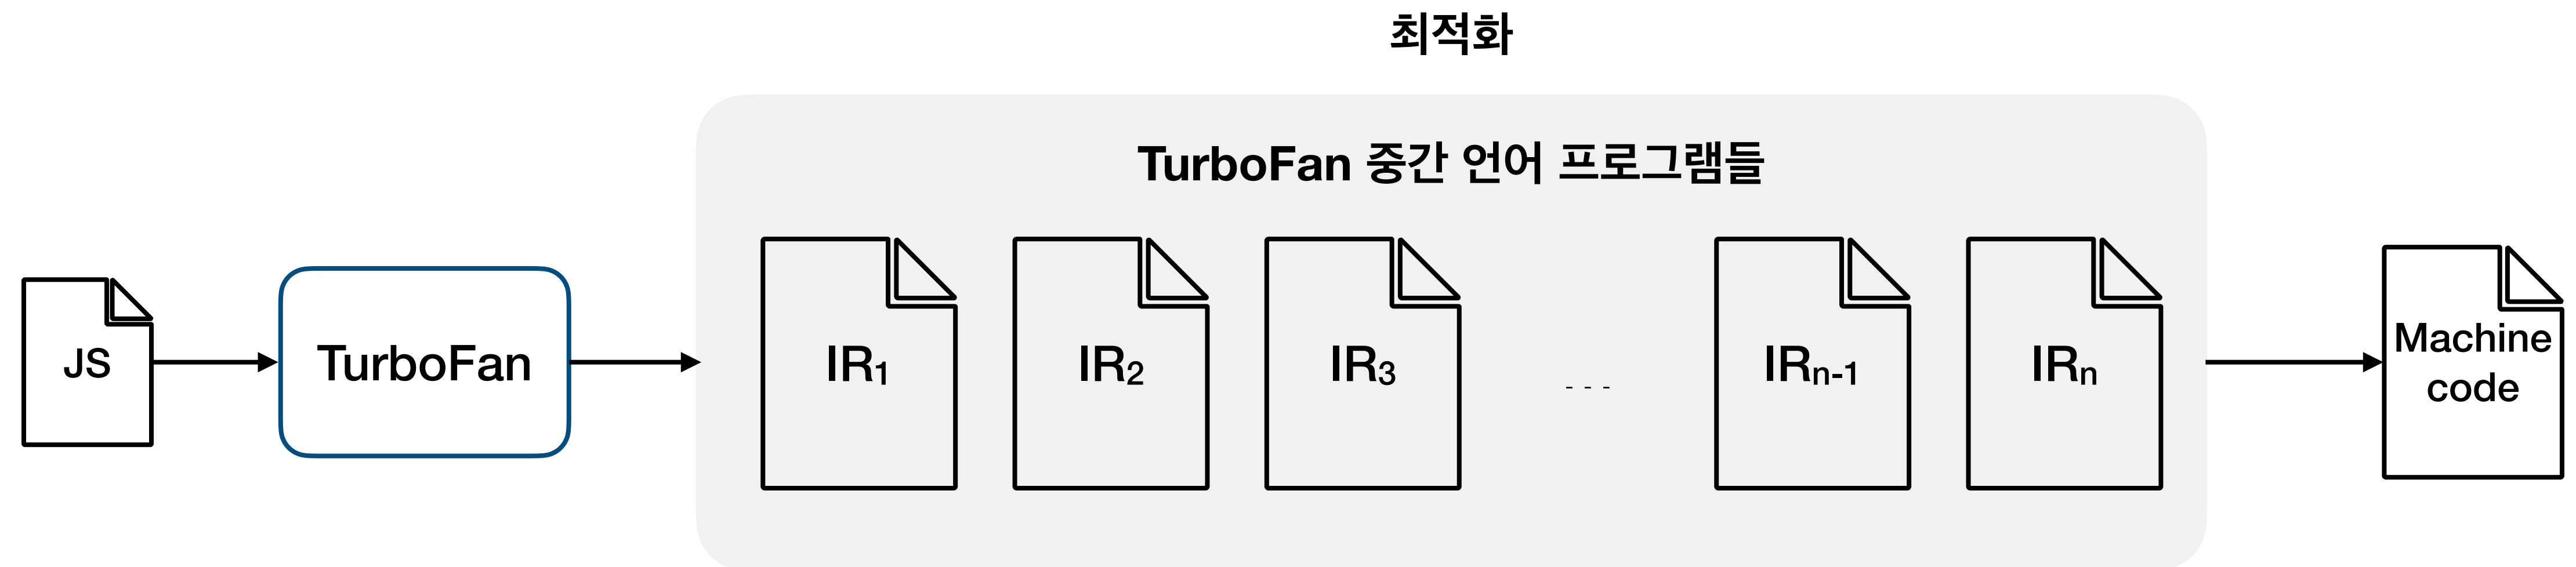 최적화
TurboFan 중간 언어 프로그램들
JS
TurboFan
IR₁
IR₂
IR₃
- - -
IRₙ₋₁
IRₙ
Machine
code